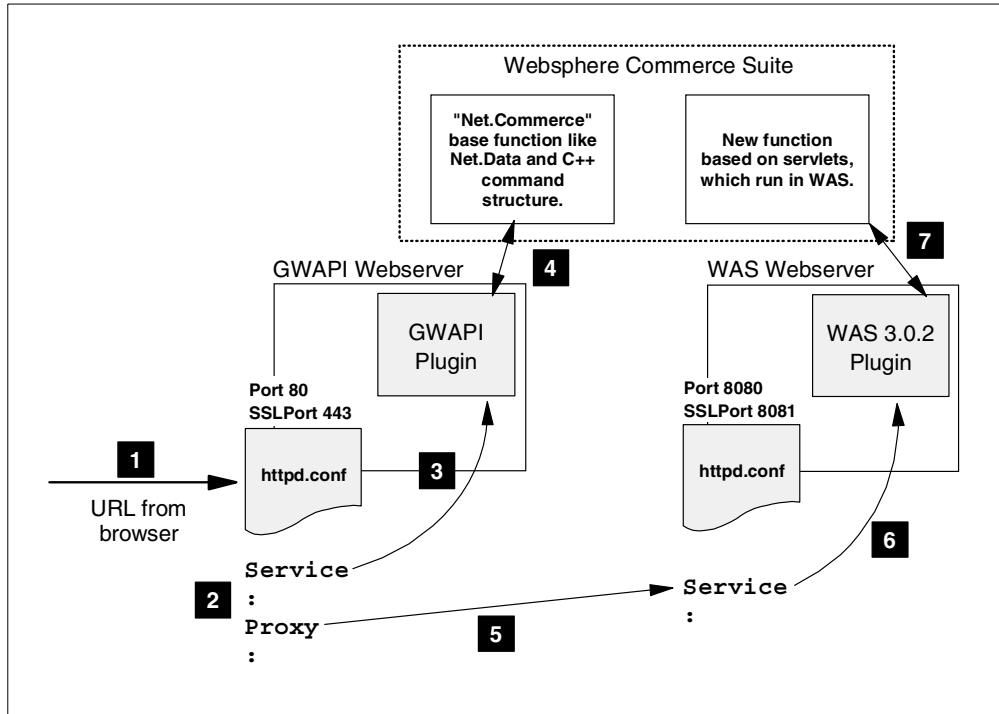 Websphere Commerce Suite
"Net.Commerce"
base function like
Net.Data and C++
command
structure.
New function
based on servlets,
which run in WAS.
4
7
GWAPI Webserver
WAS Webserver
GWAPI
Plugin
WAS 3.0.2
Plugin
Port 80
SSLPort 443
Port 8080
SSLPort 8081
1
httpd.conf
3
httpd.conf
URL from
browser
6
2
Service
:
Proxy
:
5
Service
: